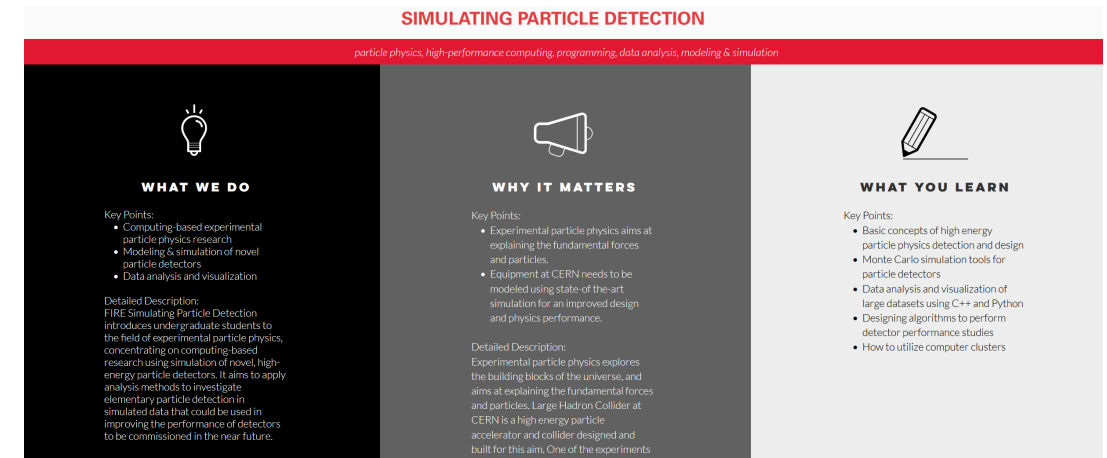 SIMULATING PARTICLE DETECTION
particle physics, high-performance computing, programming, data analysis, modeling & simulation
WHAT WE DO
Key Points:
• Computing-based experimental
particle physics research
• Modeling & simulation of novel
particle detectors
• Data analysis and visualization
Detailed Description:
FIRE Simulating Particle Detection
introduces undergraduate students to
the field of experimental particle physics,
concentrating on computing-based
research using simulation of novel, high-
energy particle detectors. It aims to apply
analysis methods to investigate
elementary particle detection in
simulated data that could be used in
improving the performance of detectors
to be commissioned in the near future.
WHY IT MATTERS
Key Points:
• Experimental particle physics aims at
explaining the fundamental forces
and particles.
• Equipment at CERN needs to be
modeled using state-of the-art
simulation for an improved design
and physics performance.
Detailed Description:
Experimental particle physics explores
the building blocks of the universe, and
aims at explaining the fundamental forces
and particles. Large Hadron Collider at
CERN is a high energy particle
accelerator and collider designed and
built for this aim. One of the experiments
WHAT YOU LEARN
Key Points:
• Basic concepts of high energy
particle physics detection and design
• Monte Carlo simulation tools for
particle detectors
• Data analysis and visualization of
large datasets using C++ and Python
• Designing algorithms to perform
detector performance studies
• How to utilize computer clusters